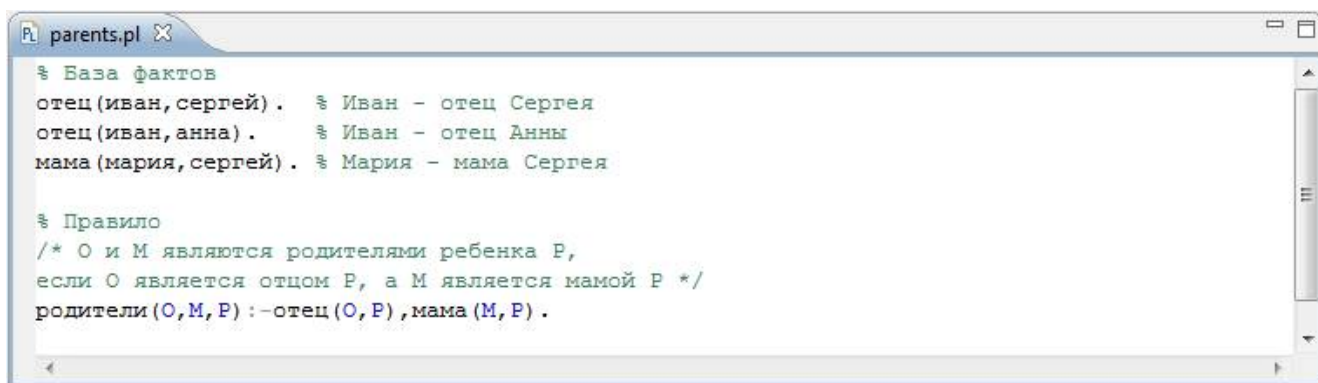 parents.pl
% База фактов
отец(иван,сергей).  % Иван - отец Сергея
отец(иван,анна).    % Иван - отец Анны
мама(мария,сергей). % Мария - мама Сергея
% Правило
/* О и М являются родителями ребенка Р,
если О является отцом Р, а М является мамой Р */
родители(О,М,Р):-отец(О,Р),мама(М,Р).